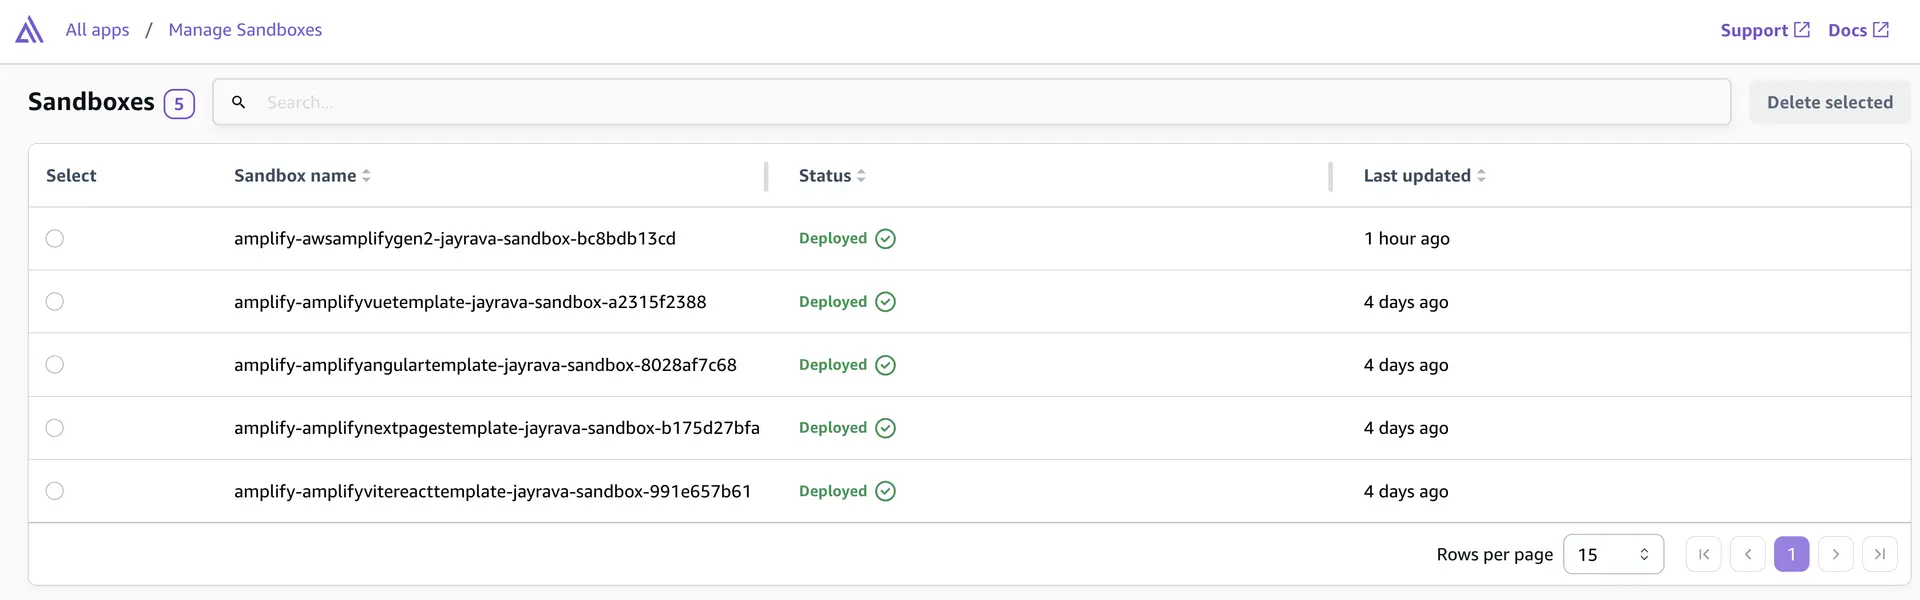 All apps / Manage Sandboxes Support Docs
Sandboxes 5 Search... Delete selected
Select Sandbox name Status Last updated
amplify-awsamplifygen2-jayrava-sandbox-bc8bdb13cd Deployed 1 hour ago
amplify-amplifyvuetemplate-jayrava-sandbox-a2315f2388 Deployed 4 days ago
amplify-amplifyangulartemplate-jayrava-sandbox-8028af7c68 Deployed 4 days ago
amplify-amplifynextpagestemplate-jayrava-sandbox-b175d27bfa Deployed 4 days ago
amplify-amplifyvitereacttemplate-jayrava-sandbox-991e657b61 Deployed 4 days ago
Rows per page 15 1